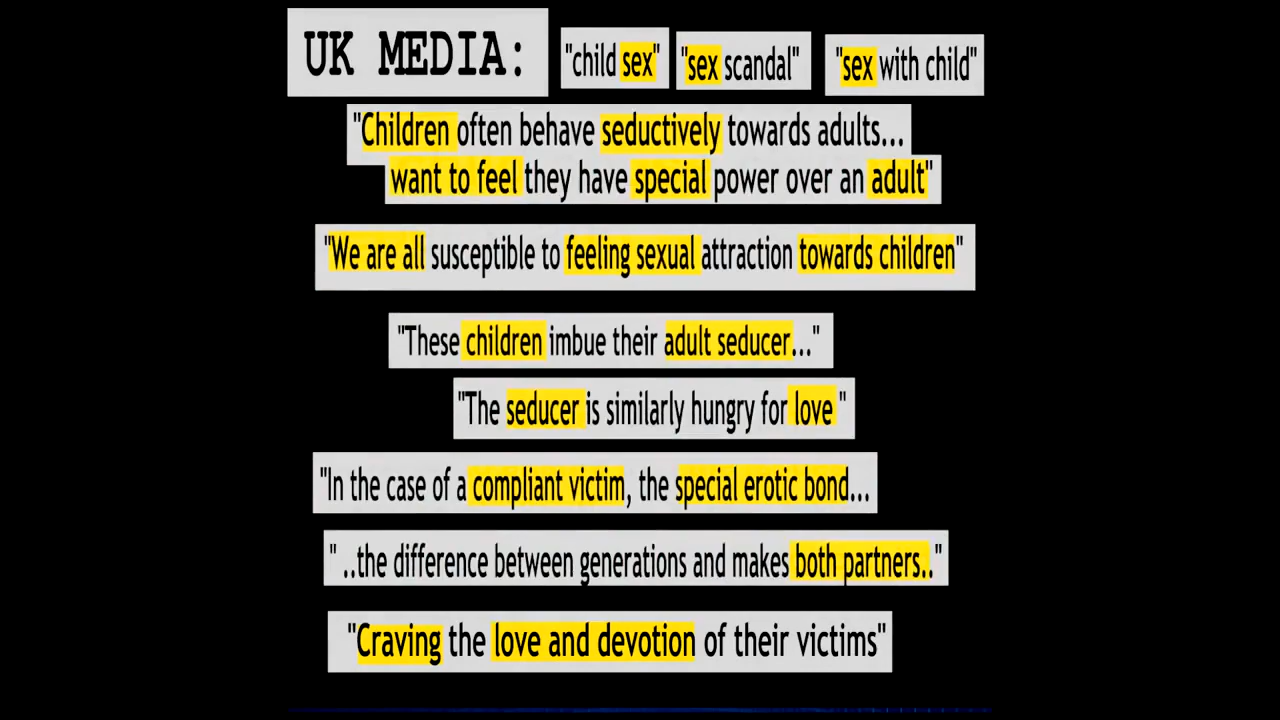 UK MEDIA: "child sex" "sex scandal" "sex with child"
"Children often behave seductively towards adults...
want to feel they have special power over an adult"
"We are all susceptible to feeling sexual attraction towards children"
"These children imbue their adult seducer..."
"The seducer is similarly hungry for love "
"In the case of a compliant victim, the special erotic bond...
" ..the difference between generations and makes both partners.."
"Craving the love and devotion of their victims"